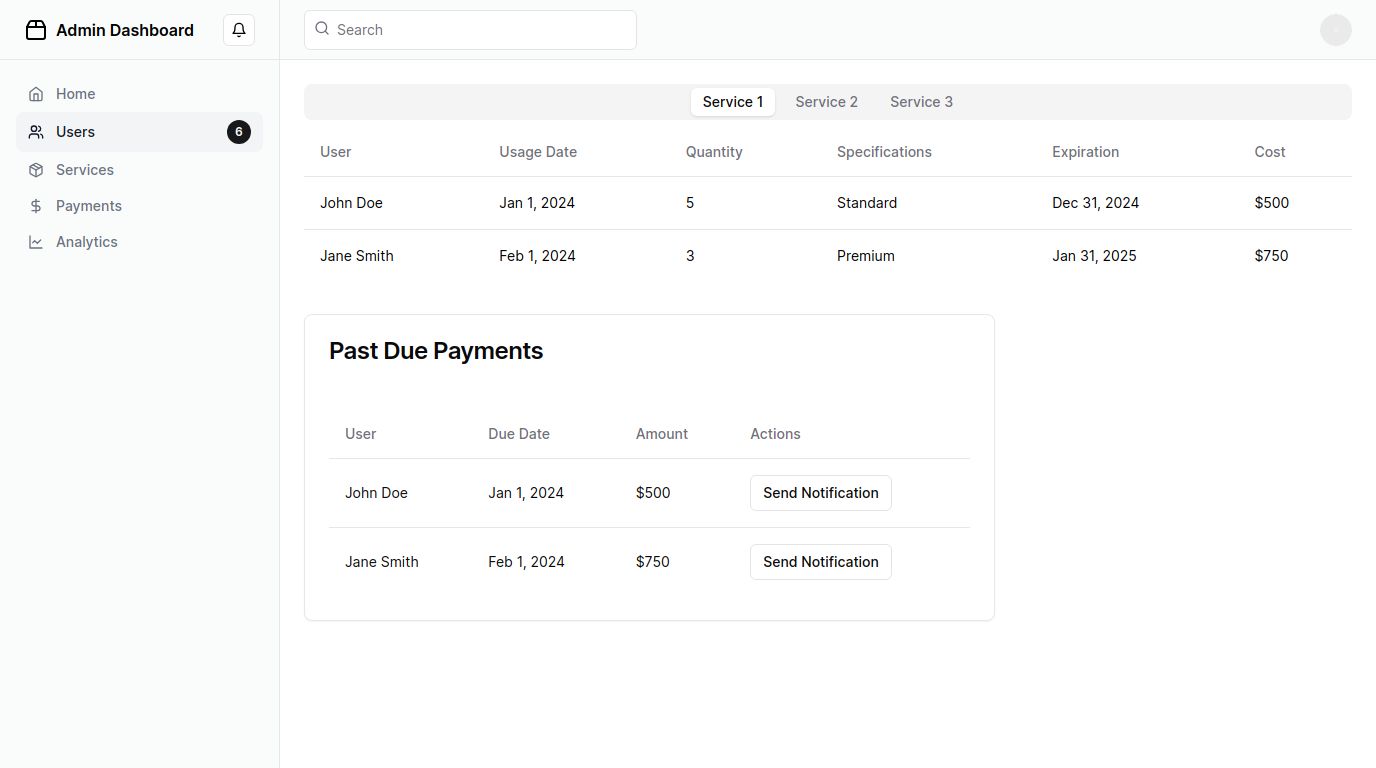 Admin Dashboard
Search
Home
Users 6
Services
Payments
Analytics
Service 1 Service 2 Service 3
User Usage Date Quantity Specifications Expiration Cost
John Doe Jan 1, 2024 5 Standard Dec 31, 2024 $500
Jane Smith Feb 1, 2024 3 Premium Jan 31, 2025 $750
Past Due Payments
User Due Date Amount Actions
John Doe Jan 1, 2024 $500 Send Notification
Jane Smith Feb 1, 2024 $750 Send Notification